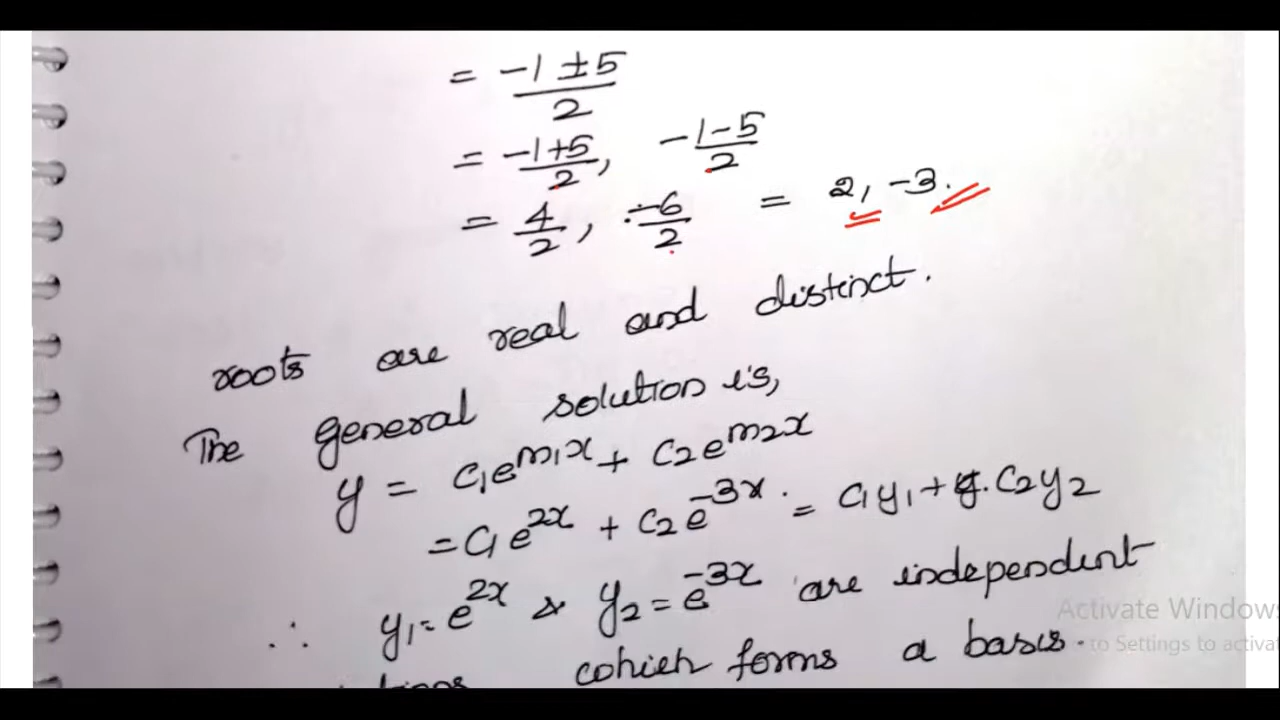 = -1 ± 5 / 2
= -1+5 / 2, -1-5 / 2
= 4/2, -6/2 = 2, -3.
roots are real and distinct.
The general solution is,
y = c₁e^m₁x + c₂e^m₂x
= c₁e^2x + c₂e^-3x. = c₁y₁ + c₂y₂
∴ y₁ = e^2x & y₂ = e^-3x are independent
which forms a basis.
Activate Windows
to Settings to activat